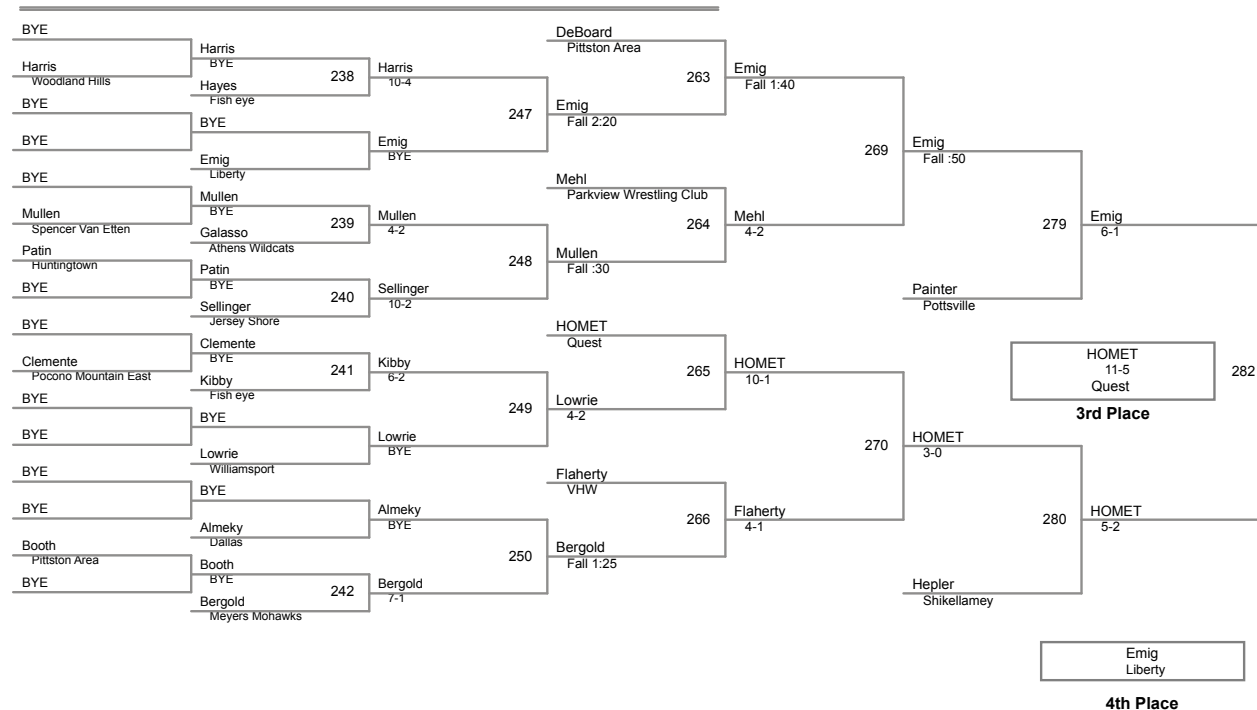 BYE
Harris
Woodland Hills
BYE
BYE
BYE
Mullen
Spencer Van Etten
Patin
Huntingtown
BYE
BYE
Clemente
Pocono Mountain East
BYE
BYE
BYE
BYE
Booth
Pittston Area
BYE
Harris
BYE
Hayes
Fish eye
BYE
Emig
Liberty
Mullen
BYE
Galasso
Athens Wildcats
Patin
BYE
Sellinger
Jersey Shore
Clemente
BYE
Kibby
Fish eye
BYE
Lowrie
Williamsport
BYE
Almeky
Dallas
Booth
BYE
Bergold
Meyers Mohawks
238
239
240
241
242
Harris
10-4
Emig
BYE
Mullen
4-2
Sellinger
10-2
Kibby
6-2
Lowrie
BYE
Almeky
BYE
Bergold
7-1
247
248
249
250
DeBoard
Pittston Area
Emig
Fall 2:20
Mehl
Parkview Wrestling Club
Mullen
Fall :30
HOMET
Quest
Lowrie
4-2
Flaherty
VHW
Bergold
Fall 1:25
263
264
265
266
Emig
Fall 1:40
Mehl
4-2
HOMET
10-1
Flaherty
4-1
269
270
Emig
Fall :50
Painter
Pottsville
HOMET
3-0
Hepler
Shikellamey
279
280
Emig
6-1
HOMET
5-2
HOMET
11-5
Quest
282
3rd Place
Emig
Liberty
4th Place